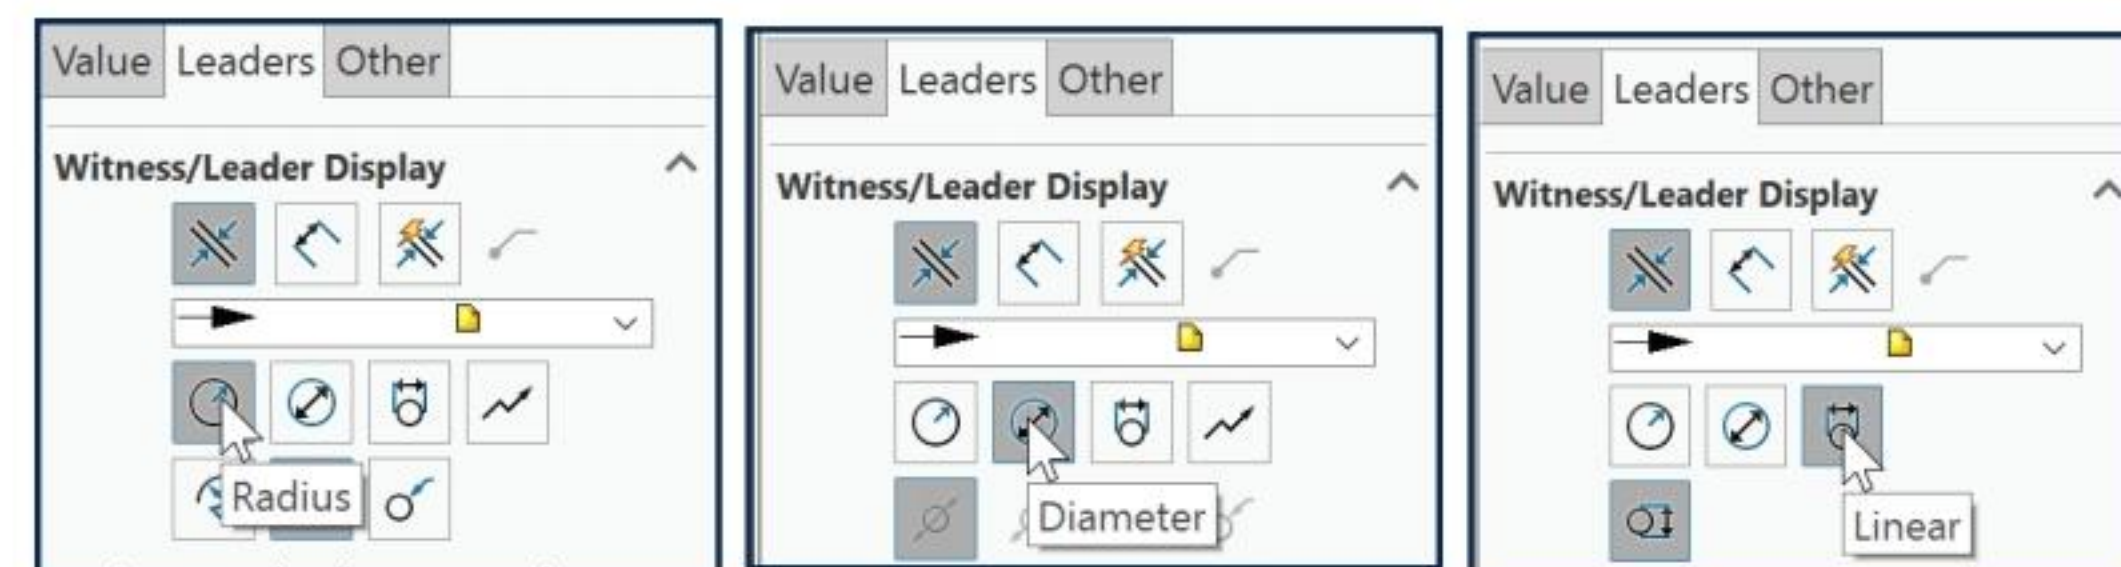 Value Leaders Other
Witness/Leader Display
Radius
Value Leaders Other
Witness/Leader Display
Diameter
Value Leaders Other
Witness/Leader Display
Linear